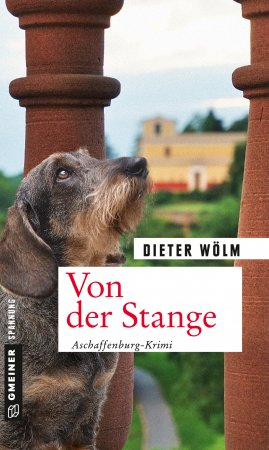 DIETER WÖLM
Von
der Stange
Aschaffenburg-Krimi
GMEINER SPANNUNG